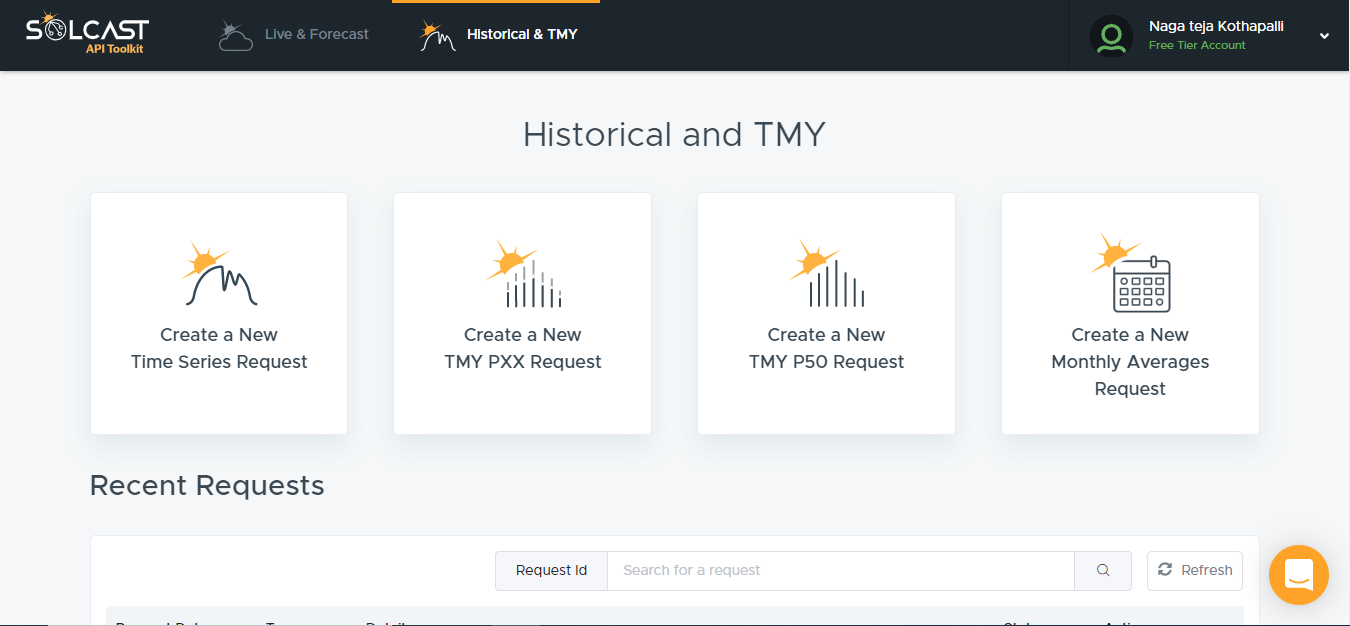 SOLCAST
API Toolkit
Live & Forecast
Historical & TMY
Naga teja Kothapalli
Free Tier Account
Historical and TMY
Create a New
Time Series Request
Create a New
TMY PXX Request
Create a New
TMY P50 Request
Create a New
Monthly Averages
Request
Recent Requests
Request Id
Search for a request
Refresh